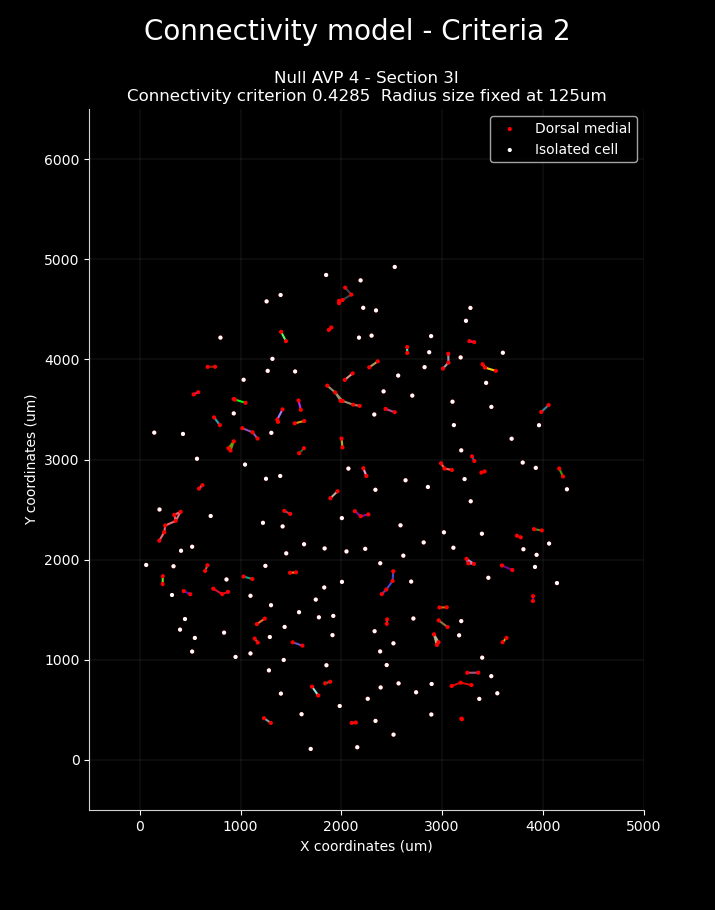 Connectivity model - Criteria 2
Null AVP 4 - Section 3I
Connectivity criterion 0.4285  Radius size fixed at 125um
Dorsal medial
Isolated cell
6000
5000
4000
3000
2000
1000
0
Y coordinates (um)
0 1000 2000 3000 4000 5000
X coordinates (um)